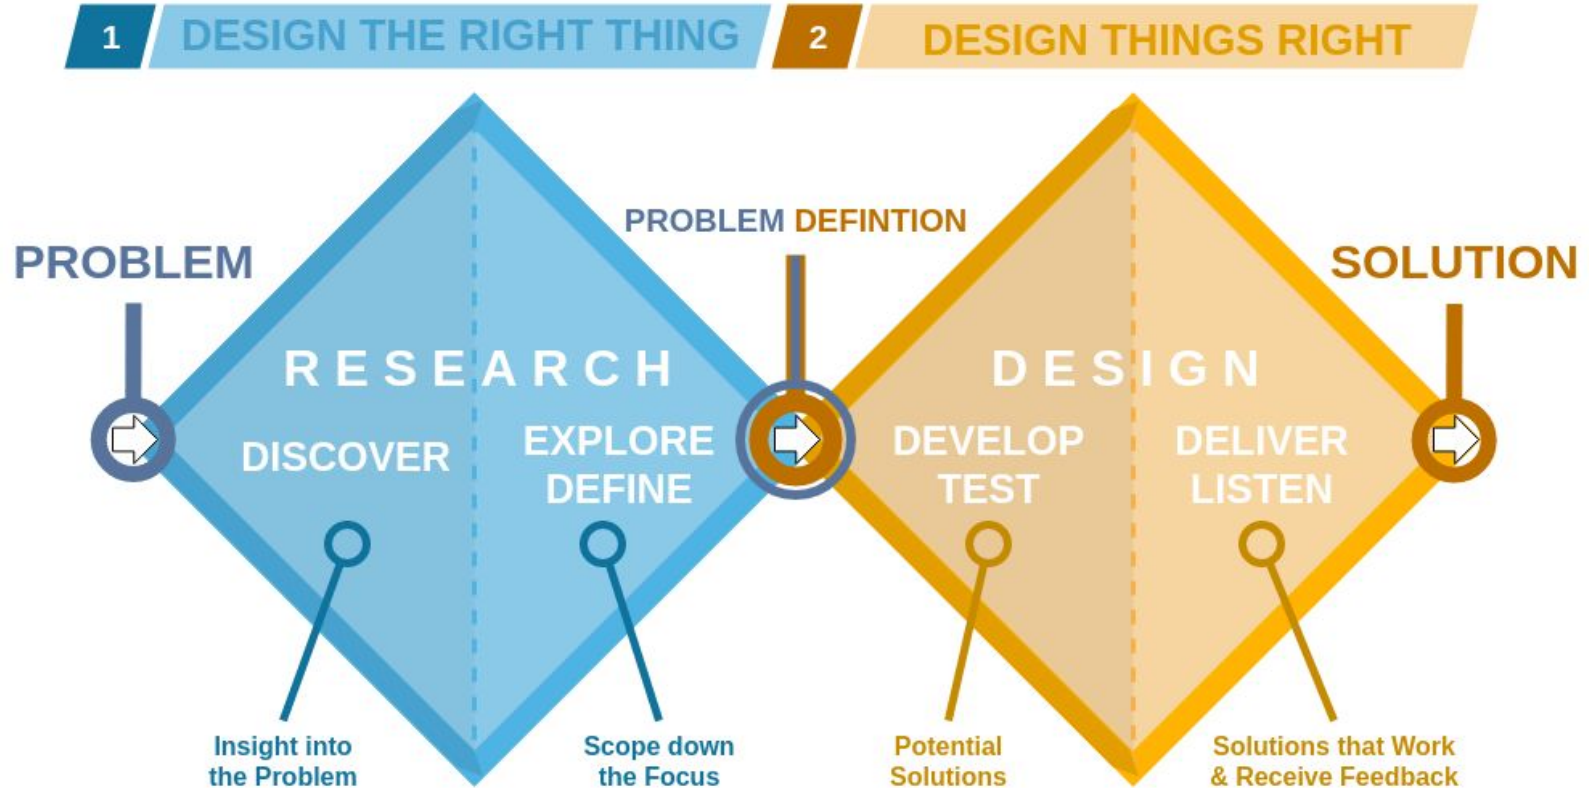 1 DESIGN THE RIGHT THING
2 DESIGN THINGS RIGHT
PROBLEM
PROBLEM DEFINTION
SOLUTION
RESEARCH
DISCOVER
EXPLORE
DEFINE
DESIGN
DEVELOP
TEST
DELIVER
LISTEN
Insight into
the Problem
Scope down
the Focus
Potential
Solutions
Solutions that Work
& Receive Feedback